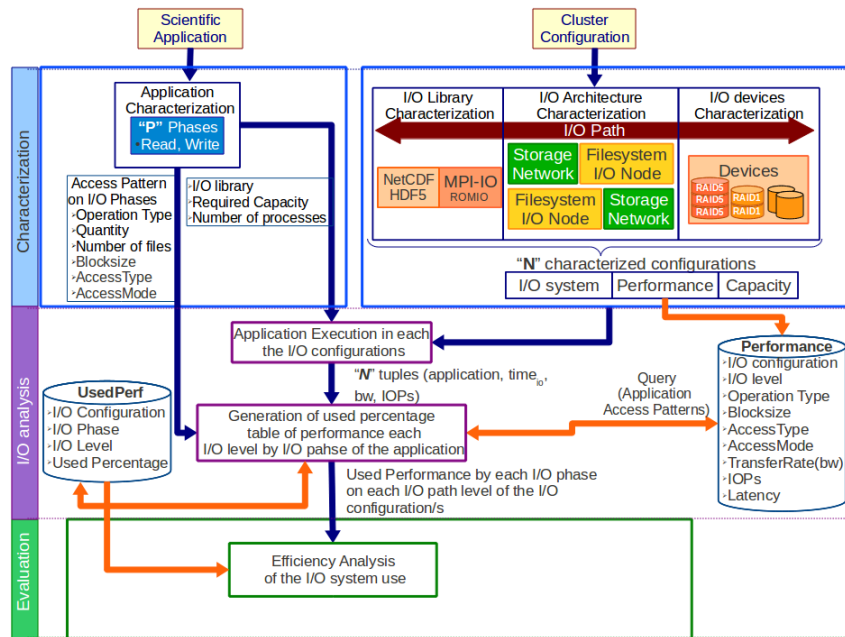 Scientific
Application
Cluster
Configuration
Characterization
Application
Characterization
“P” Phases
Read, Write
Access Pattern
on I/O Phases
Operation Type
Quantity
Number of files
Blocksize
AccessType
AccessMode
I/O library
Required Capacity
Number of processes
I/O Library
Characterization
I/O Architecture
Characterization
I/O devices
Characterization
I/O Path
NetCDF
HDF5
MPI-IO
ROMIO
Storage
Network
Filesystem
I/O Node
Filesystem
I/O Node
Storage
Network
Devices
RAID5
RAID5
RAID5
RAID1
RAID1
“N” characterized configurations
I/O system
Performance
Capacity
I/O analysis
Application Execution in each
the I/O configurations
“N” tuples (application, time_io,
bw, IOPs)
UsedPerf
I/O Configuration
I/O Phase
I/O Level
Used Percentage
Generation of used percentage
table of performance each
I/O level by I/O pahse of the application
Query
(Application
Access Patterns)
Performance
I/O configuration
I/O level
Operation Type
Blocksize
AccessType
AccessMode
TransferRate(bw)
IOPs
Latency
Used Performance by each I/O phase
on each I/O path level of the I/O
configuration/s
Evaluation
Efficiency Analysis
of the I/O system use